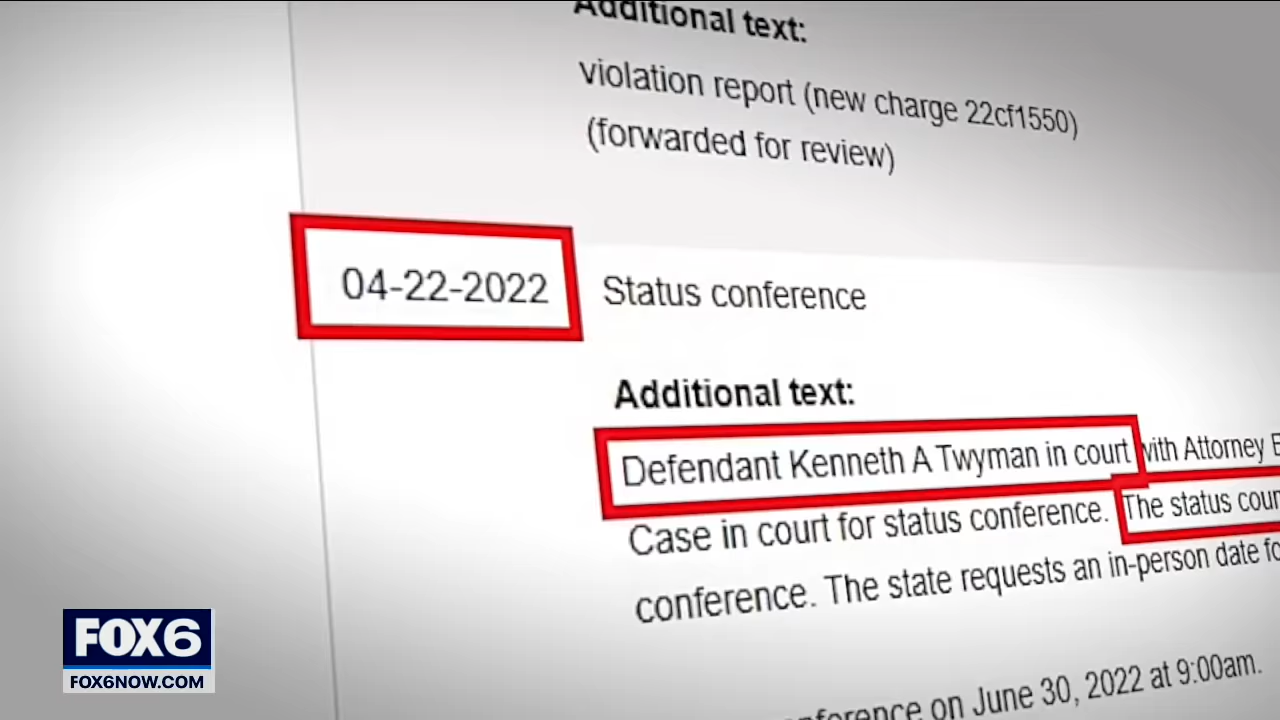 Additional text:
violation report (new charge 22cf1550)
(forwarded for review)
04-22-2022 Status conference
Additional text:
Defendant Kenneth A Twyman in court with Attorney
Case in court for status conference. The status
conference. The state requests an in-person date
on June 30, 2022 at 9:00am.
FOX6
FOX6NOW.COM